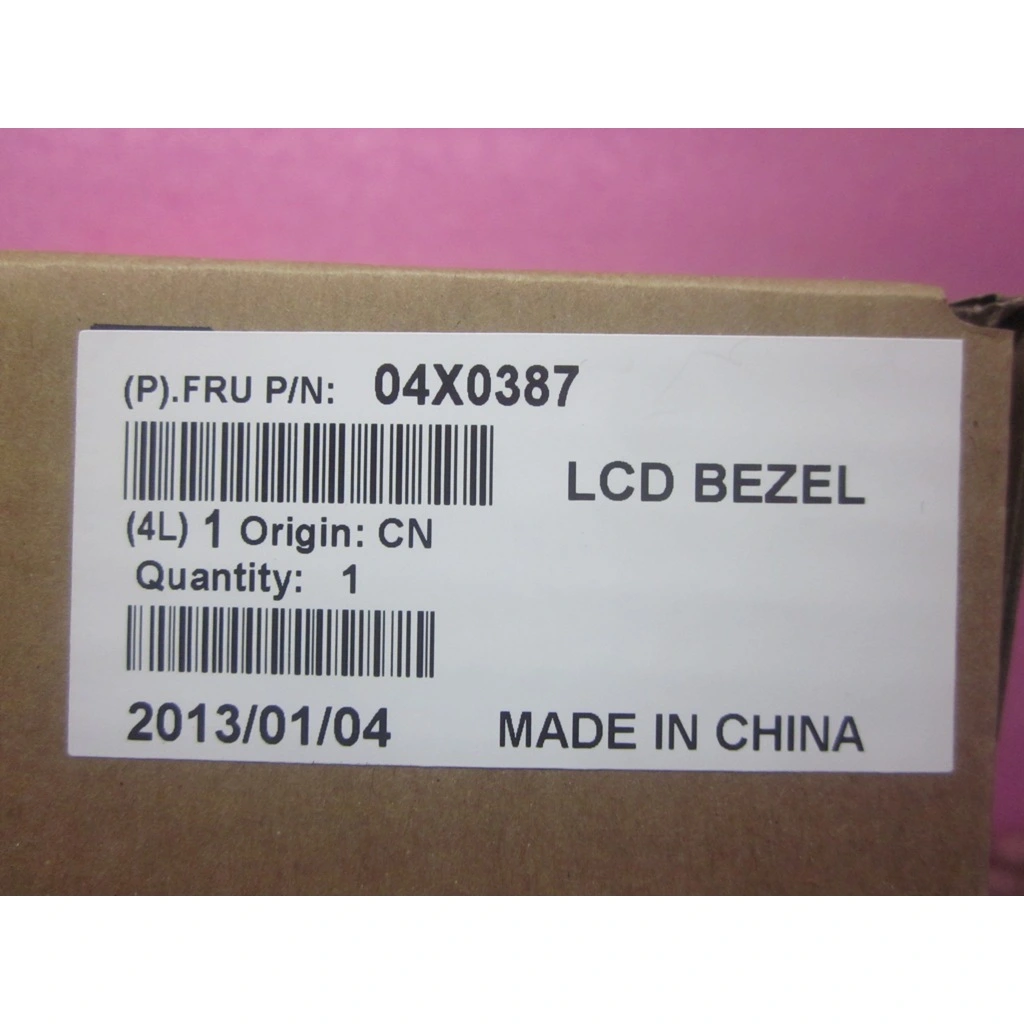 (P).FRU P/N: 04X0387
LCD BEZEL
(4L) 1 Origin: CN
Quantity: 1
2013/01/04 MADE IN CHINA